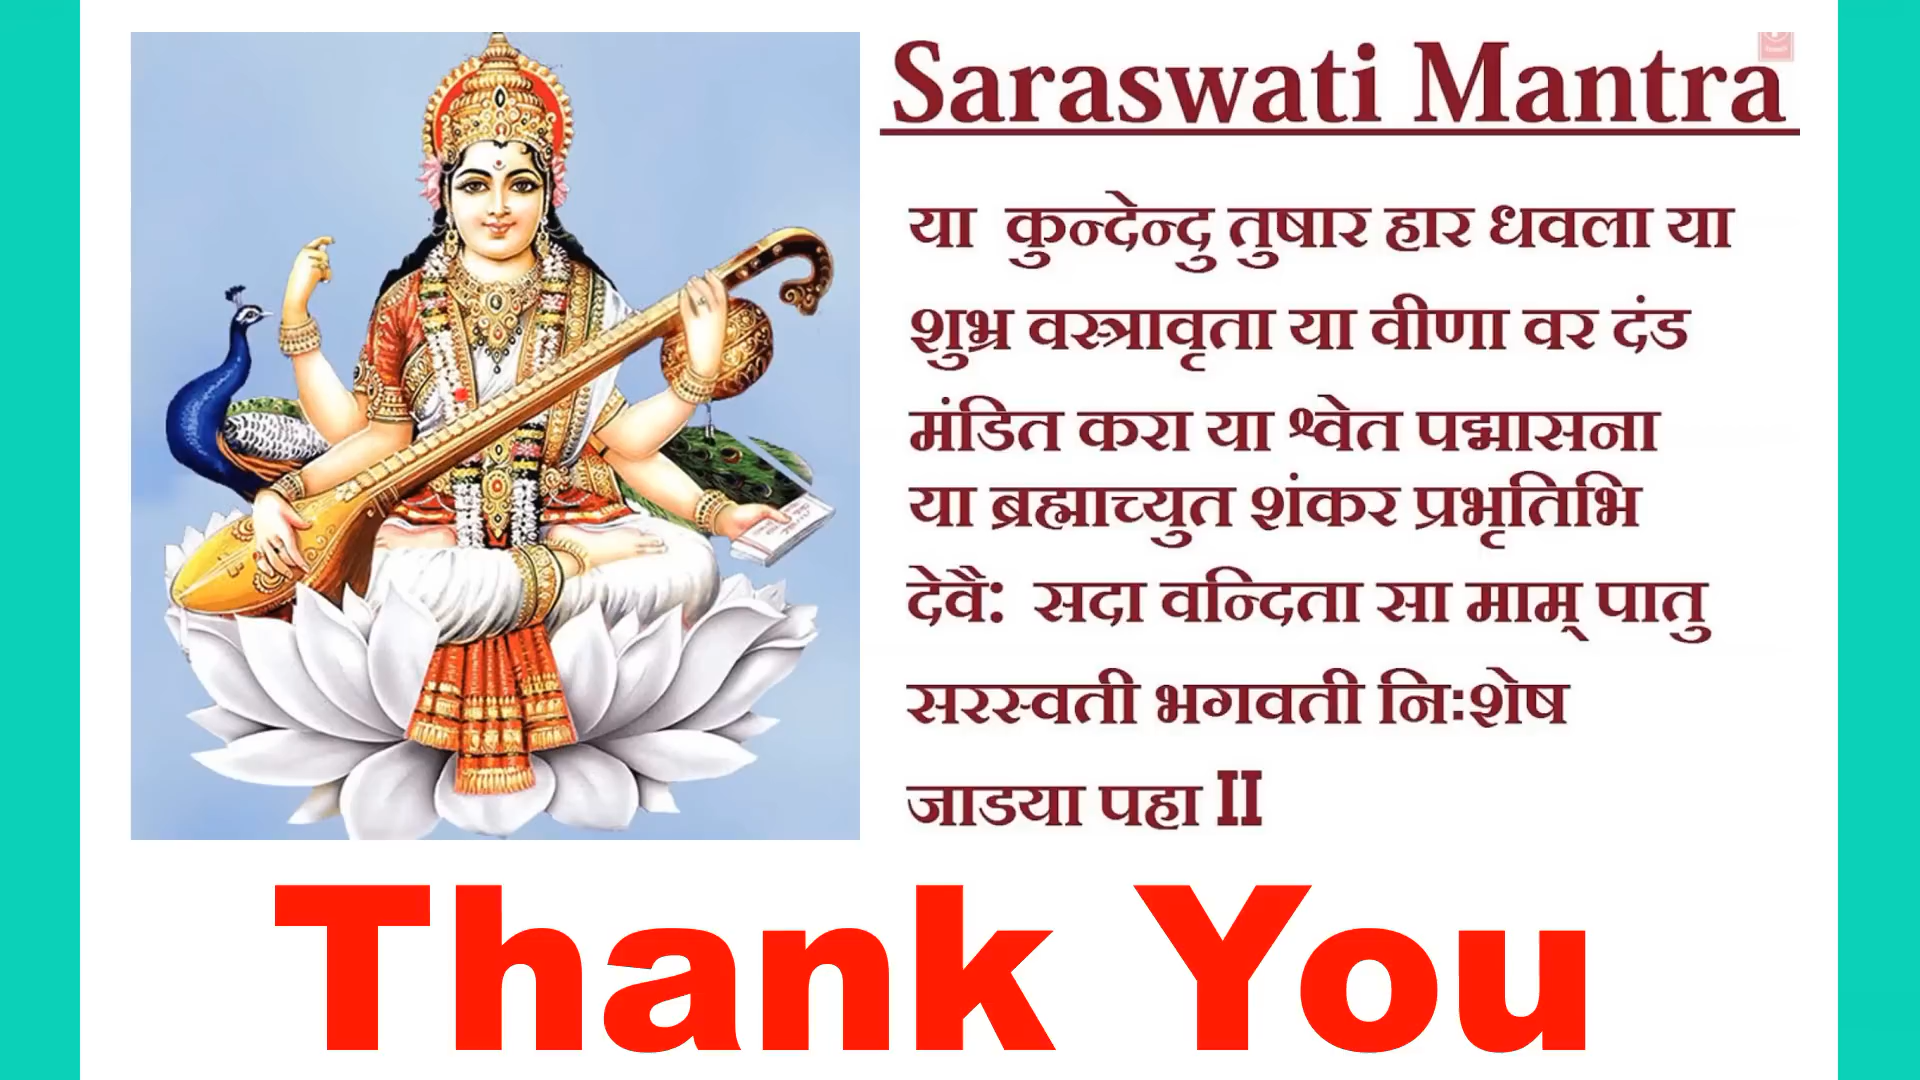 Saraswati Mantra
या कुन्देन्दु तुषार हार धवला या
शुभ्र वस्त्रावृता या वीणा वर दंड
मंडित करा या श्वेत पद्मासना
या ब्रह्माच्युत शंकर प्रभृतिभि
देवै: सदा वन्दिता सा माम् पातु
सरस्वती भगवती नि:शेष
जाडया पहा II
Thank You